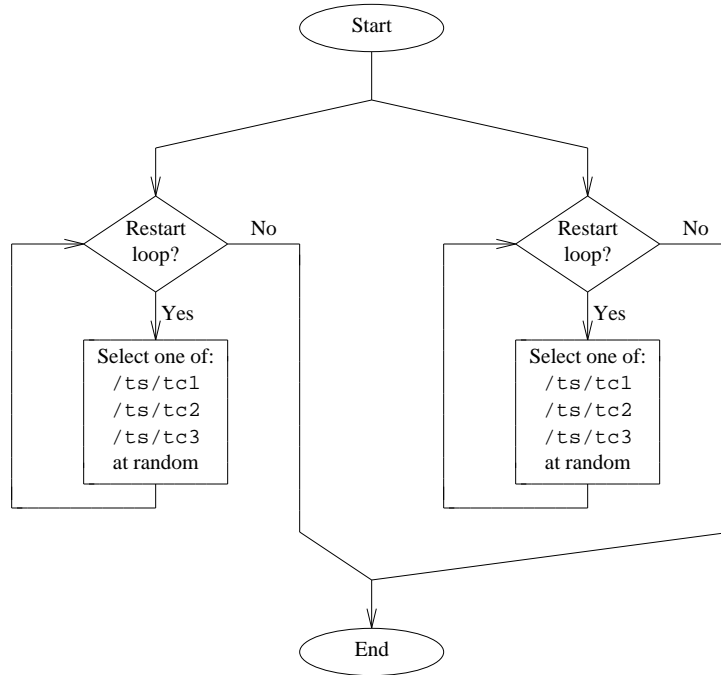 Start
Restart
loop?
No
Yes
Select one of:
/ts/tc1
/ts/tc2
/ts/tc3
at random
Restart
loop?
No
Yes
Select one of:
/ts/tc1
/ts/tc2
/ts/tc3
at random
End